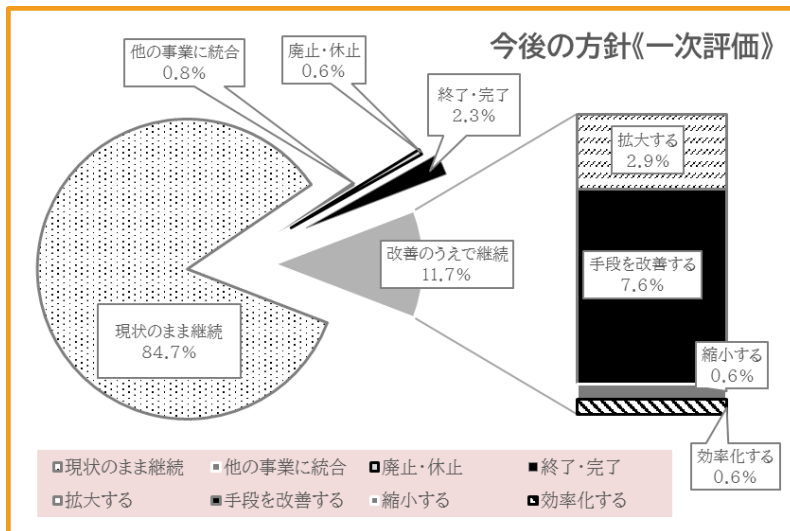 今後の方針《一次評価》
他の事業に統合
0.8%
廃止・休止
0.6%
終了・完了
2.3%
拡大する
2.9%
改善のうえで継続
11.7%
手段を改善する
7.6%
現状のまま継続
84.7%
縮小する
0.6%
効率化する
0.6%
現状のまま継続 他の事業に統合 廃止・休止 終了・完了
拡大する 手段を改善する 縮小する 効率化する